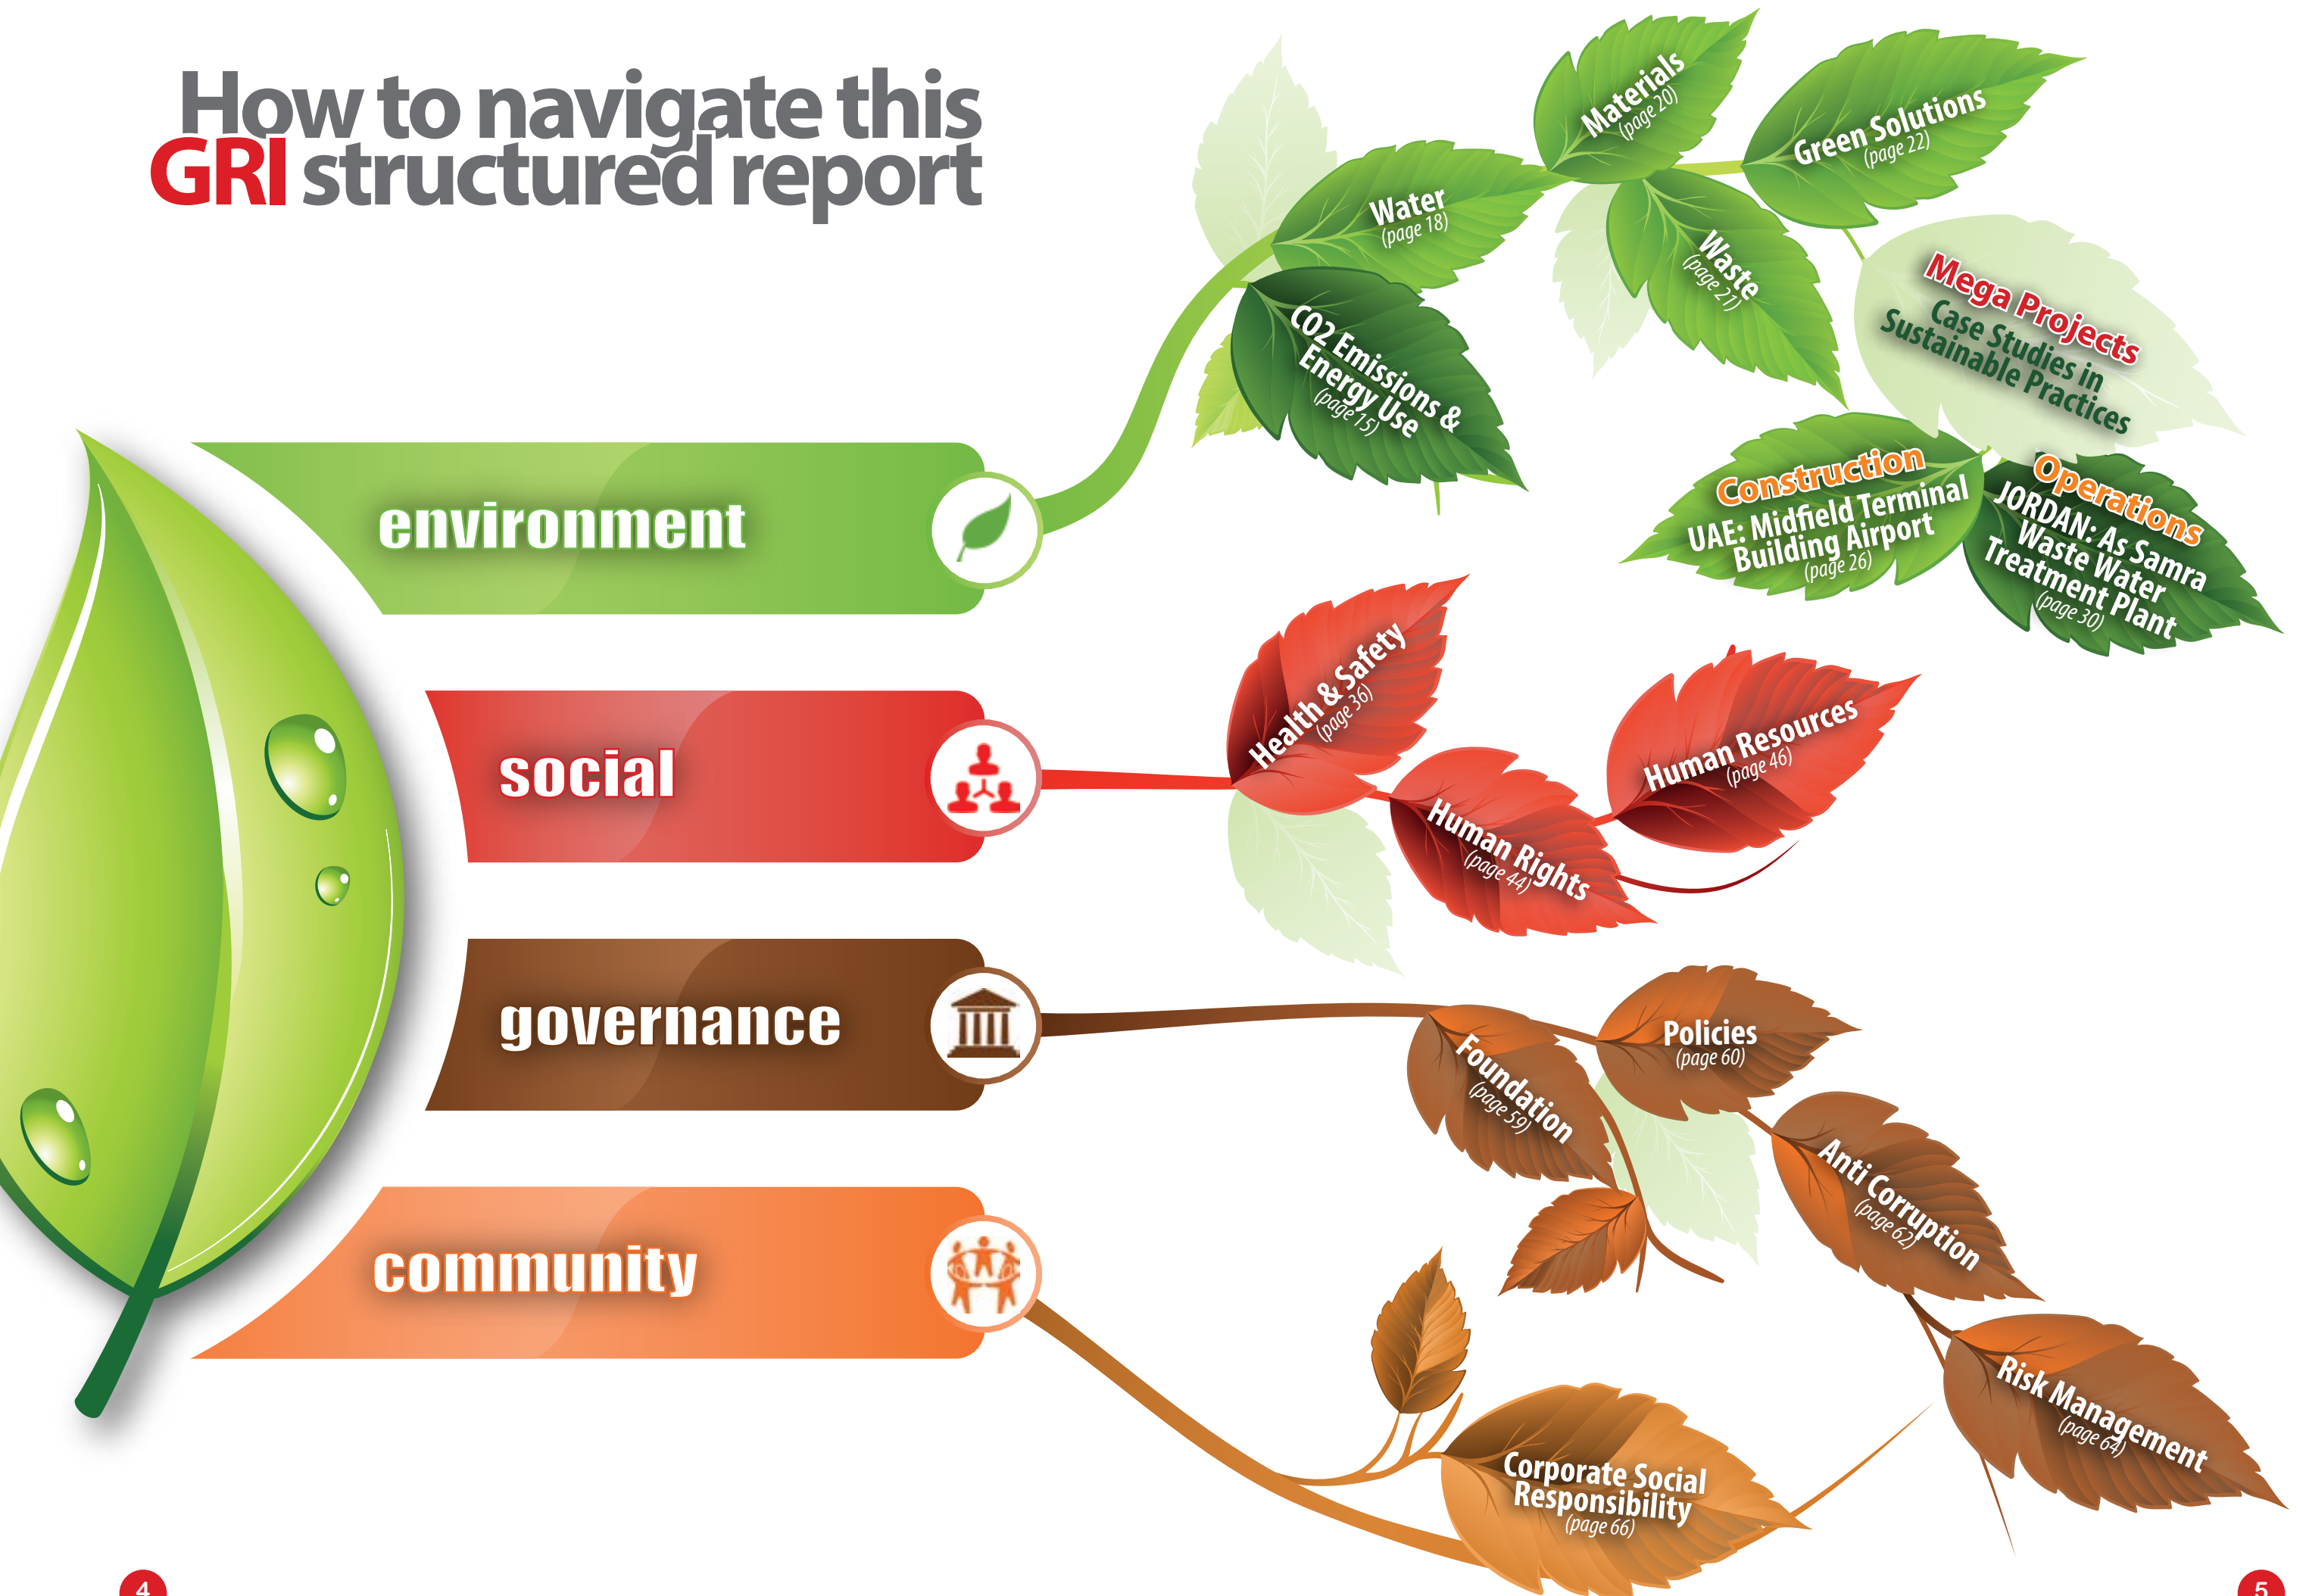 How to navigate this
GRI structured report
environment
Water
(page 18)
Materials
(page 20)
Green Solutions
(page 22)
Waste
(page 21)
CO2 Emissions &
Energy Use
(page 15)
Mega Projects
Case Studies in
Sustainable Practices
Construction
UAE: Midfield Terminal
Building Airport
(page 26)
Operations
JORDAN: As Samra
Waste Water
Treatment Plant
(page 30)
social
Health & Safety
(page 36)
Human Rights
(page 44)
Human Resources
(page 46)
governance
Foundation
(page 59)
Policies
(page 60)
Anti Corruption
(page 62)
Risk Management
(page 64)
community
Corporate Social
Responsibility
(page 66)
4
5